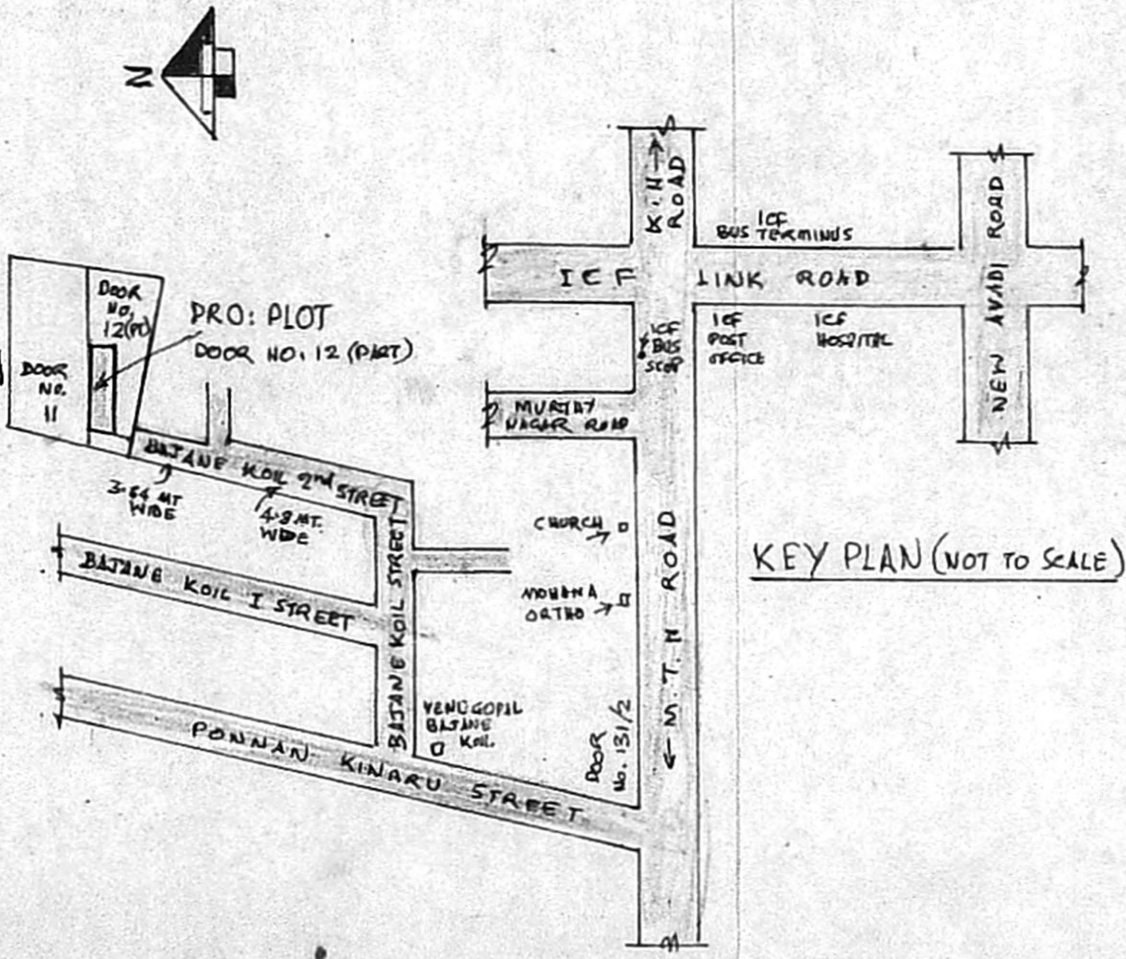 N
K.H →
ROAD
ICF
BUS TERMINUS
NEW AVADI ROAD
ICF LINK ROAD
DOOR
NO.
12(PT)
PRO: PLOT
DOOR NO. 12 (PART)
ICF
BUS
STOP
ICF
POST
OFFICE
ICF
HOSPITAL
DOOR
NO.
11
MURTHY
NAGAR ROAD
BAJANE KOIL 2nd STREET
3.64 MT
WIDE
4.8 MT.
WIDE
BAJANE KOIL STREET
CHURCH
KEY PLAN (NOT TO SCALE)
BAJANE KOIL I STREET
MOHANA
ORTHO
← M.T.H ROAD
VENUGOPAL
BAJANE
KOIL
DOOR
No. 131/2
PONNAN KINARU STREET